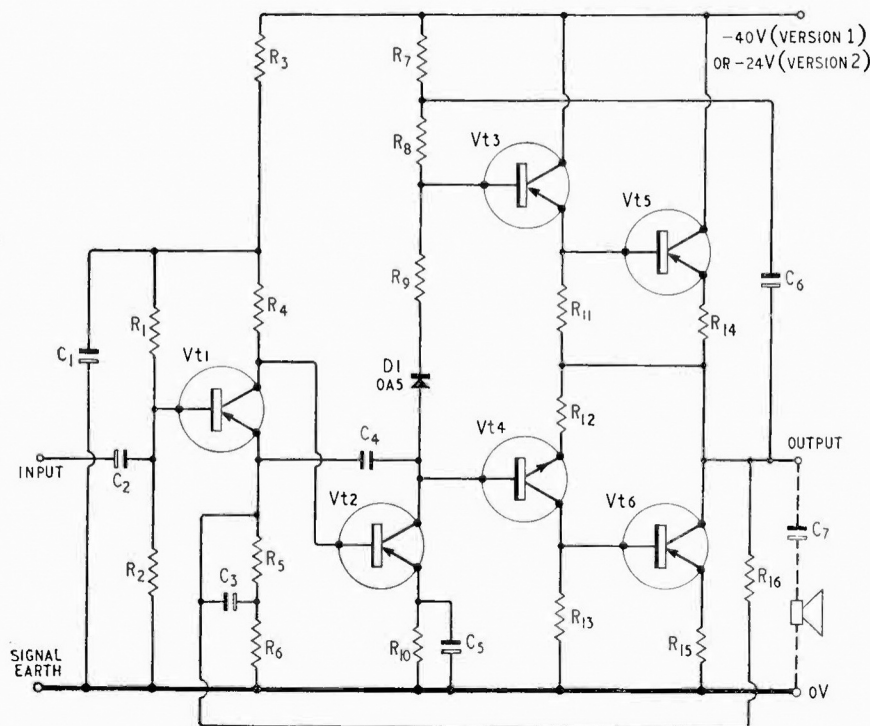 -40V (VERSION 1)
OR -24V (VERSION 2)
R3
R7
R8
Vt3
Vt5
R9
R4
R1
R11
C6
R14
C1
Vt1
D1
OA5
R12
Vt4
C4
OUTPUT
INPUT
C2
Vt2
Vt6
C7
R2
R5
C3
R16
R13
R6
R10
C5
R15
SIGNAL
EARTH
0V